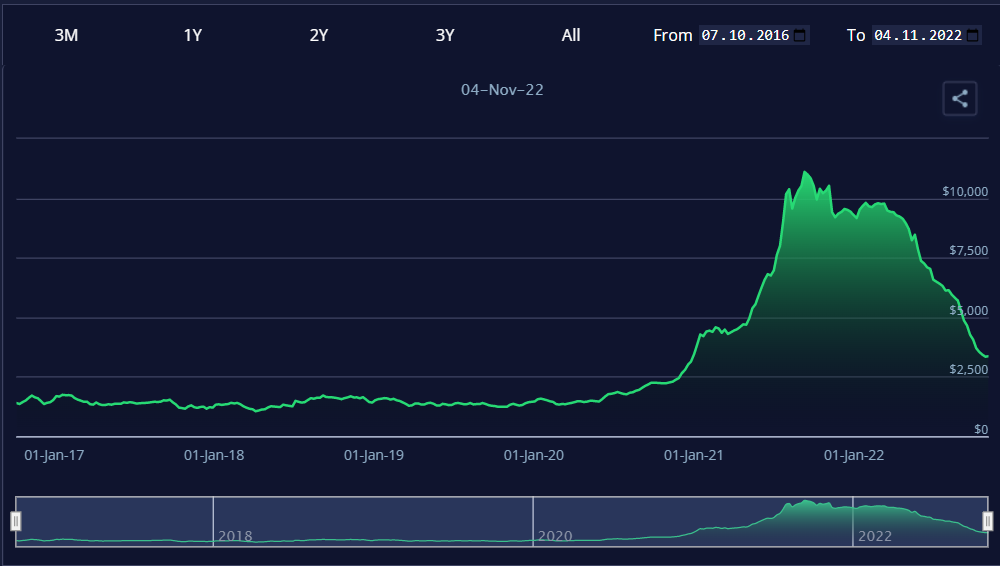 3M 1Y 2Y 3Y All From 07.10.2016 To 04.11.2022
04-Nov-22
$10,000
$7,500
$5,000
$2,500
$0
01-Jan-17 01-Jan-18 01-Jan-19 01-Jan-20 01-Jan-21 01-Jan-22
2018 2020 2022